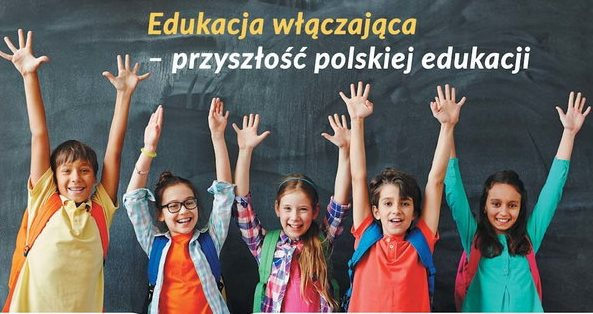 Edukacja włączająca
– przyszłość polskiej edukacji